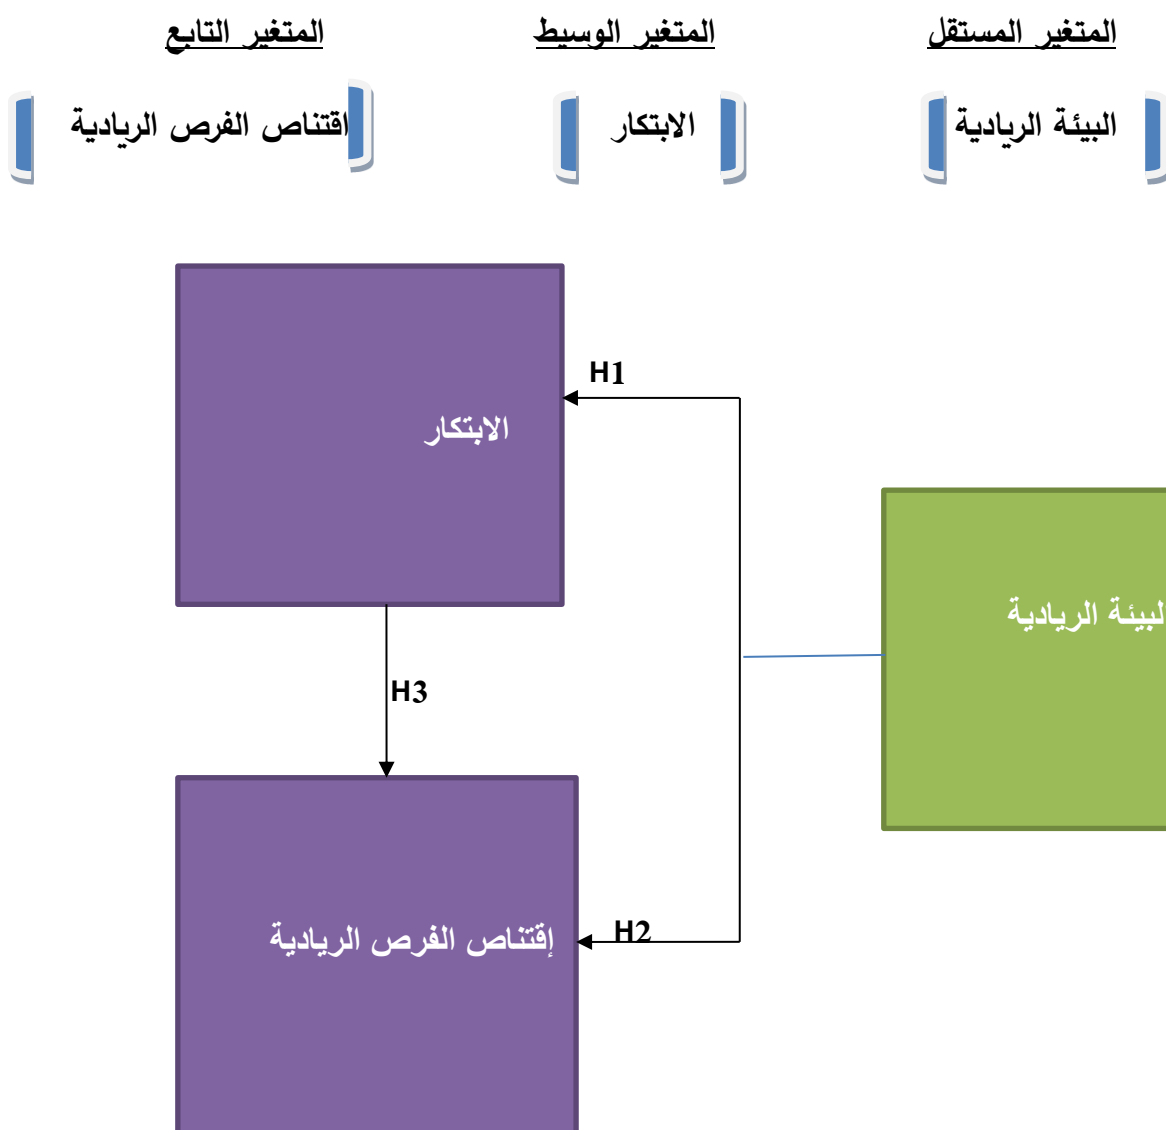 المتغير المستقل المتغير الوسيط المتغير التابع
البيئة الريادية الابتكار اقتناص الفرص الريادية
H1
الابتكار
لبيئة الريادية
H3
H2
إقتناص الفرص الريادية